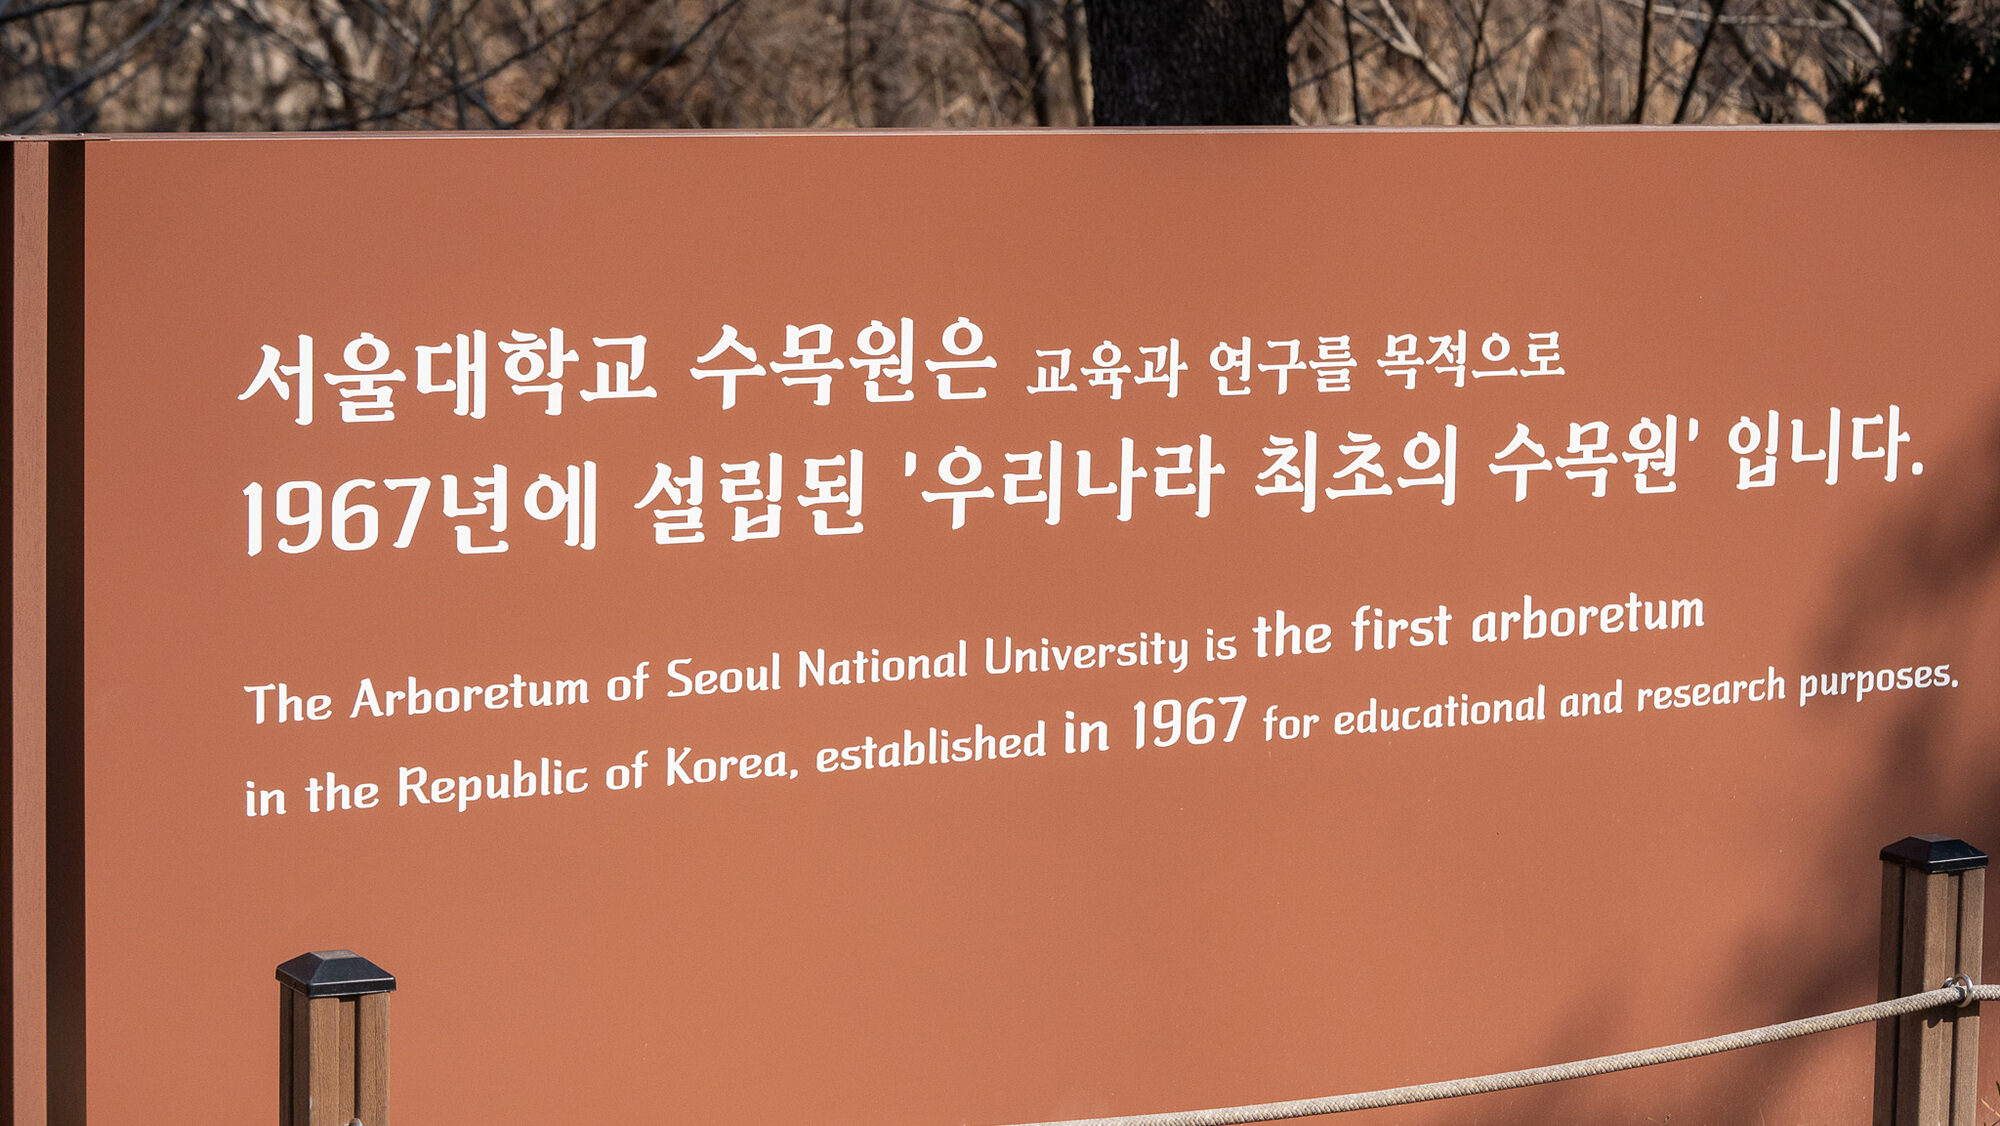 서울대학교 수목원은 교육과 연구를 목적으로
1967년에 설립된 '우리나라 최초의 수목원' 입니다.
The Arboretum of Seoul National University is the first arboretum
in the Republic of Korea, established in 1967 for educational and research purposes.